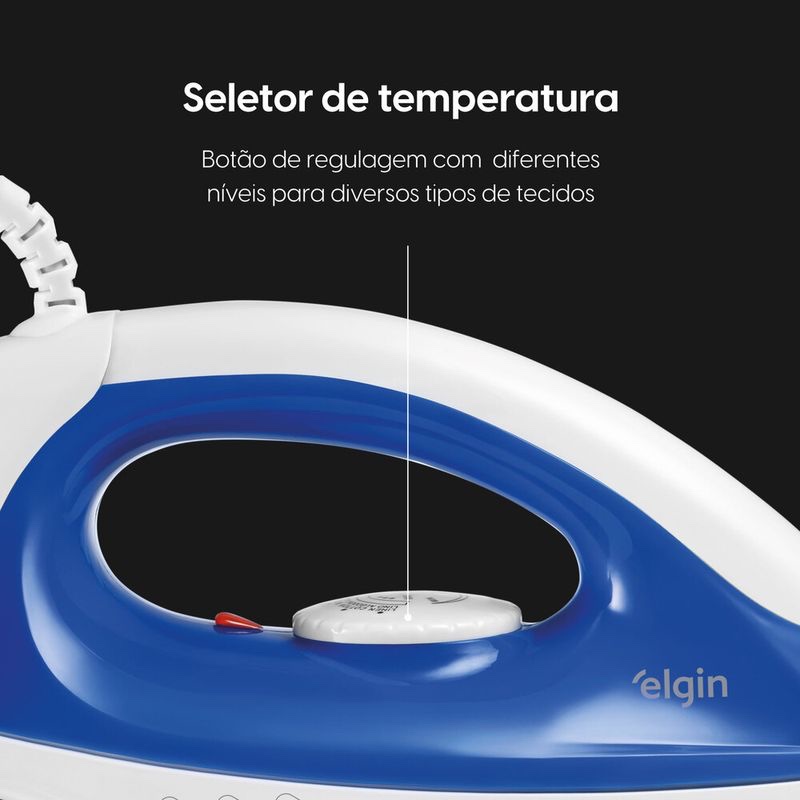 Seletor de temperatura
Botão de regulagem com diferentes
níveis para diversos tipos de tecidos
elgin